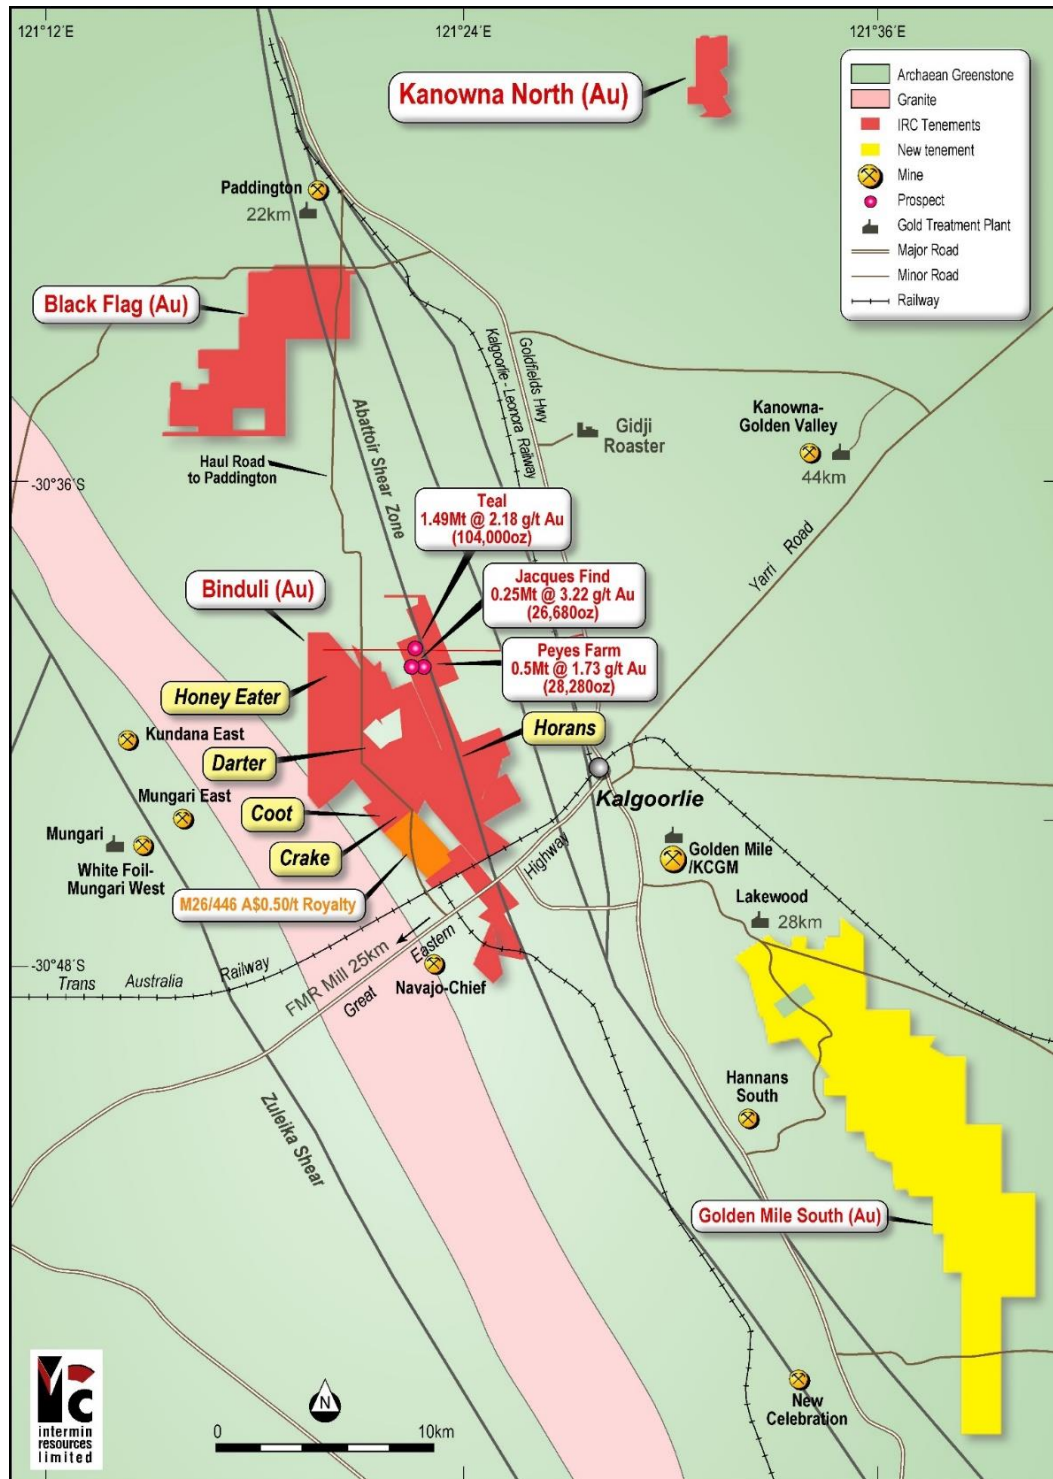 121°12´E
121°24´E
121°36´E
Kanowna North (Au)
Archaean Greenstone
Granite
IRC Tenements
New tenement
Mine
Prospect
Gold Treatment Plant
Major Road
Minor Road
Railway
Paddington
22km
Black Flag (Au)
Kalgoorlie - Leonora Railway
Goldfields Hwy
Abattoir Shear Zone
Gidji
Roaster
Kanowna-
Golden Valley
44km
Haul Road
to Paddington
-30°36´S
Yarri Road
Teal
1.49Mt @ 2.18 g/t Au
(104,000oz)
Jacques Find
0.25Mt @ 3.22 g/t Au
(26,680oz)
Peyes Farm
0.5Mt @ 1.73 g/t Au
(28,280oz)
Binduli (Au)
Honey Eater
Horans
Kundana East
Darter
Kalgoorlie
Mungari East
Coot
Mungari
White Foil-
Mungari West
Crake
Golden Mile
/KCGM
Highway
M26/446 A$0.50/t Royalty
Lakewood
28km
Eastern
Great
FMR Mill 25km
Navajo-Chief
-30°48´S
Trans Australia Railway
Hannans
South
Zuleika Shear
Golden Mile South (Au)
New
Celebration
N
0 10km
intermin
resources
limited